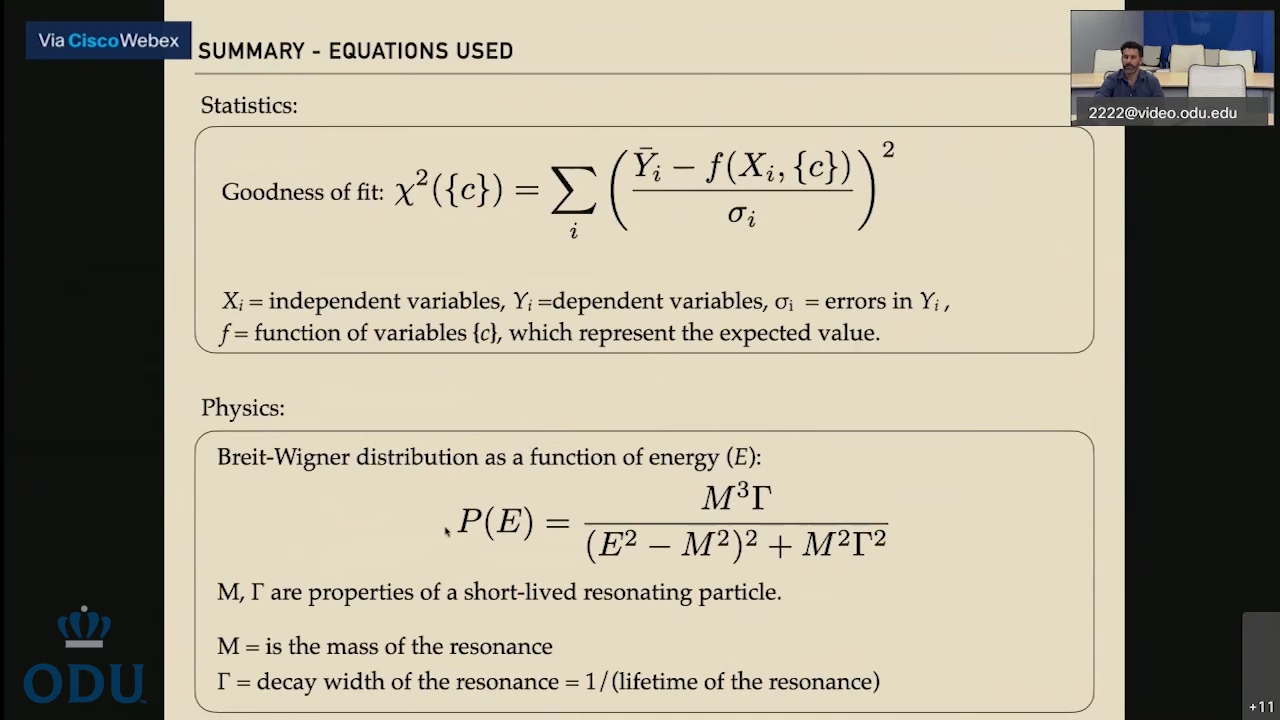 Via CiscoWebex
SUMMARY - EQUATIONS USED
2222@video.odu.edu
Statistics:
Goodness of fit: χ²({c}) = ∑_i ( (Ȳ_i − f(X_i, {c})) / σ_i )²
X_i = independent variables, Y_i =dependent variables, σ_i = errors in Y_i ,
f = function of variables {c}, which represent the expected value.
Physics:
Breit-Wigner distribution as a function of energy (E):
P(E) = M³Γ / ((E² − M²)² + M²Γ²)
M, Γ are properties of a short-lived resonating particle.
M = is the mass of the resonance
Γ = decay width of the resonance = 1/(lifetime of the resonance)
ODU
+11